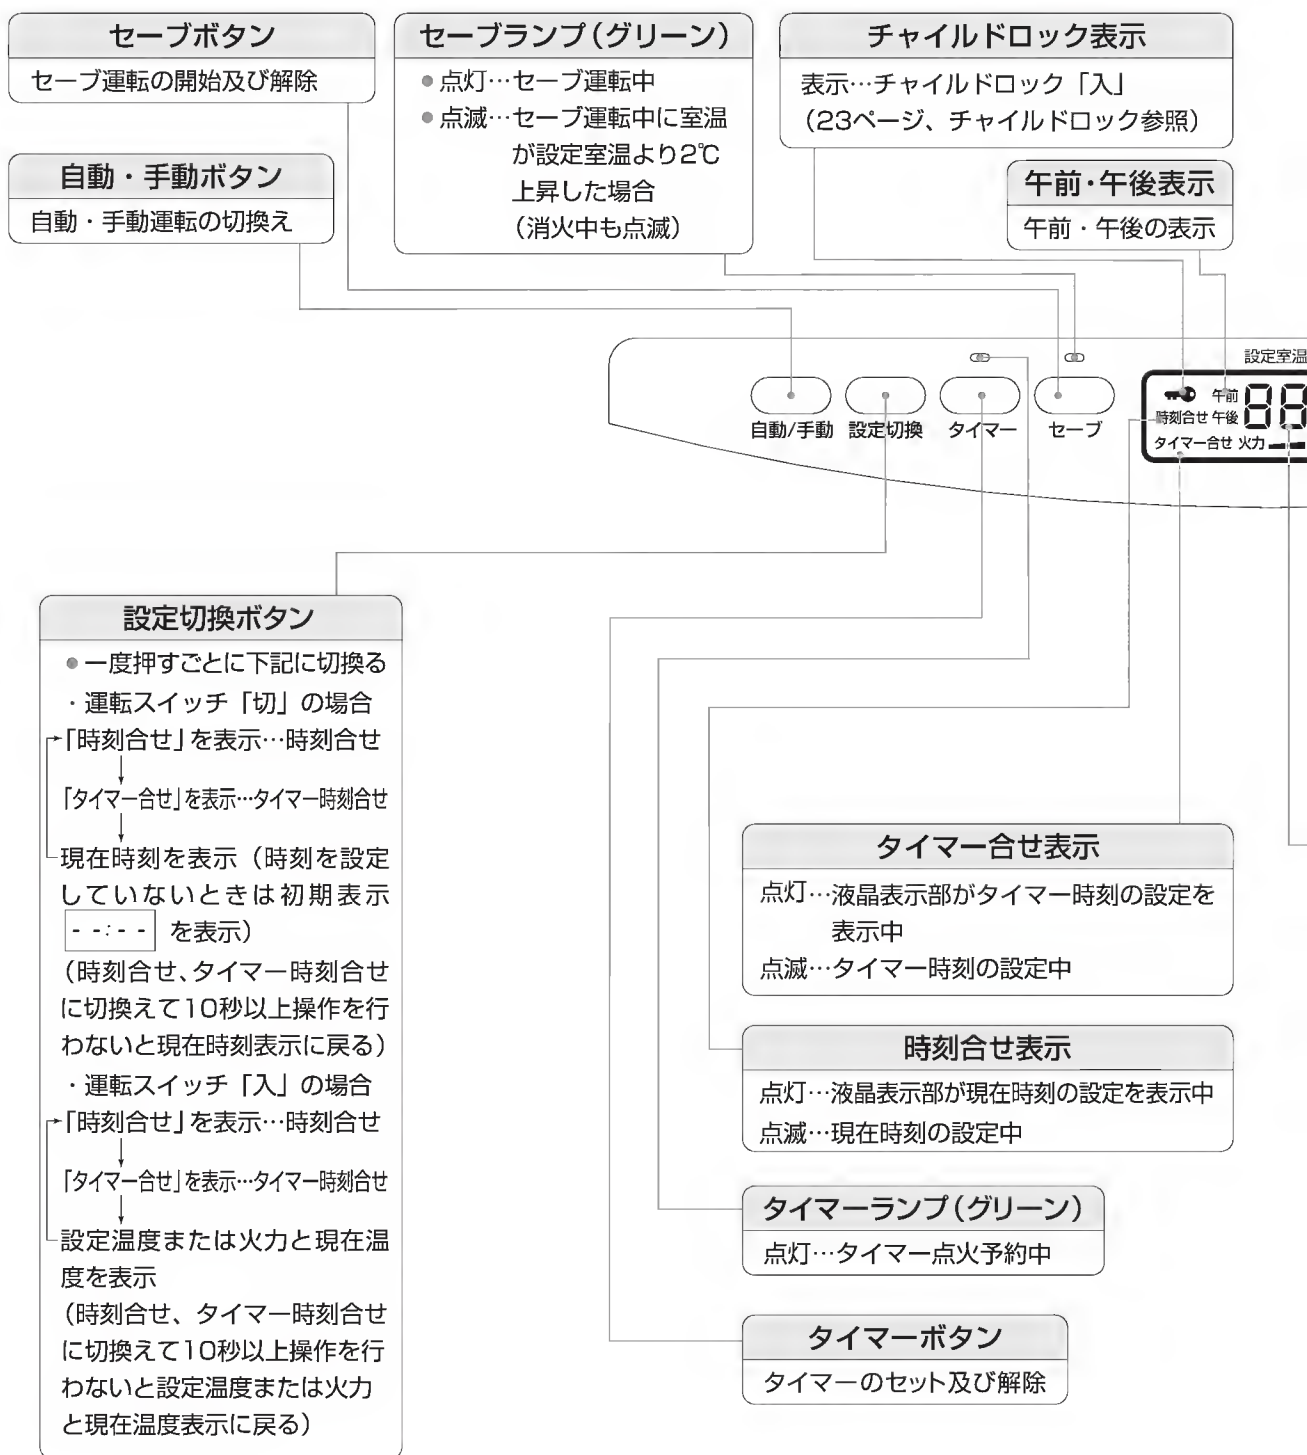 セーブボタン
セーブ運転の開始及び解除
セーブランプ(グリーン)
●点灯…セーブ運転中
●点滅…セーブ運転中に室温
が設定室温より2℃
上昇した場合
(消火中も点滅)
チャイルドロック表示
表示…チャイルドロック「入」
(23ページ、チャイルドロック参照)
自動・手動ボタン
自動・手動運転の切換え
午前・午後表示
午前・午後の表示
設定室温
午前
88
時刻合せ 午後
タイマー合せ 火力
自動/手動
設定切換
タイマー
セーブ
設定切換ボタン
●一度押すごとに下記に切換る
・運転スイッチ「切」の場合
「時刻合せ」を表示…時刻合せ
「タイマー合せ」を表示…タイマー時刻合せ
現在時刻を表示(時刻を設定
していないときは初期表示
- -:- - を表示)
(時刻合せ、タイマー時刻合せ
に切換えて10秒以上操作を行
わないと現在時刻表示に戻る)
・運転スイッチ「入」の場合
「時刻合せ」を表示…時刻合せ
「タイマー合せ」を表示…タイマー時刻合せ
設定温度または火力と現在温
度を表示
(時刻合せ、タイマー時刻合せ
に切換えて10秒以上操作を行
わないと設定温度または火力
と現在温度表示に戻る)
タイマー合せ表示
点灯…液晶表示部がタイマー時刻の設定を
表示中
点滅…タイマー時刻の設定中
時刻合せ表示
点灯…液晶表示部が現在時刻の設定を表示中
点滅…現在時刻の設定中
タイマーランプ(グリーン)
点灯…タイマー点火予約中
タイマーボタン
タイマーのセット及び解除